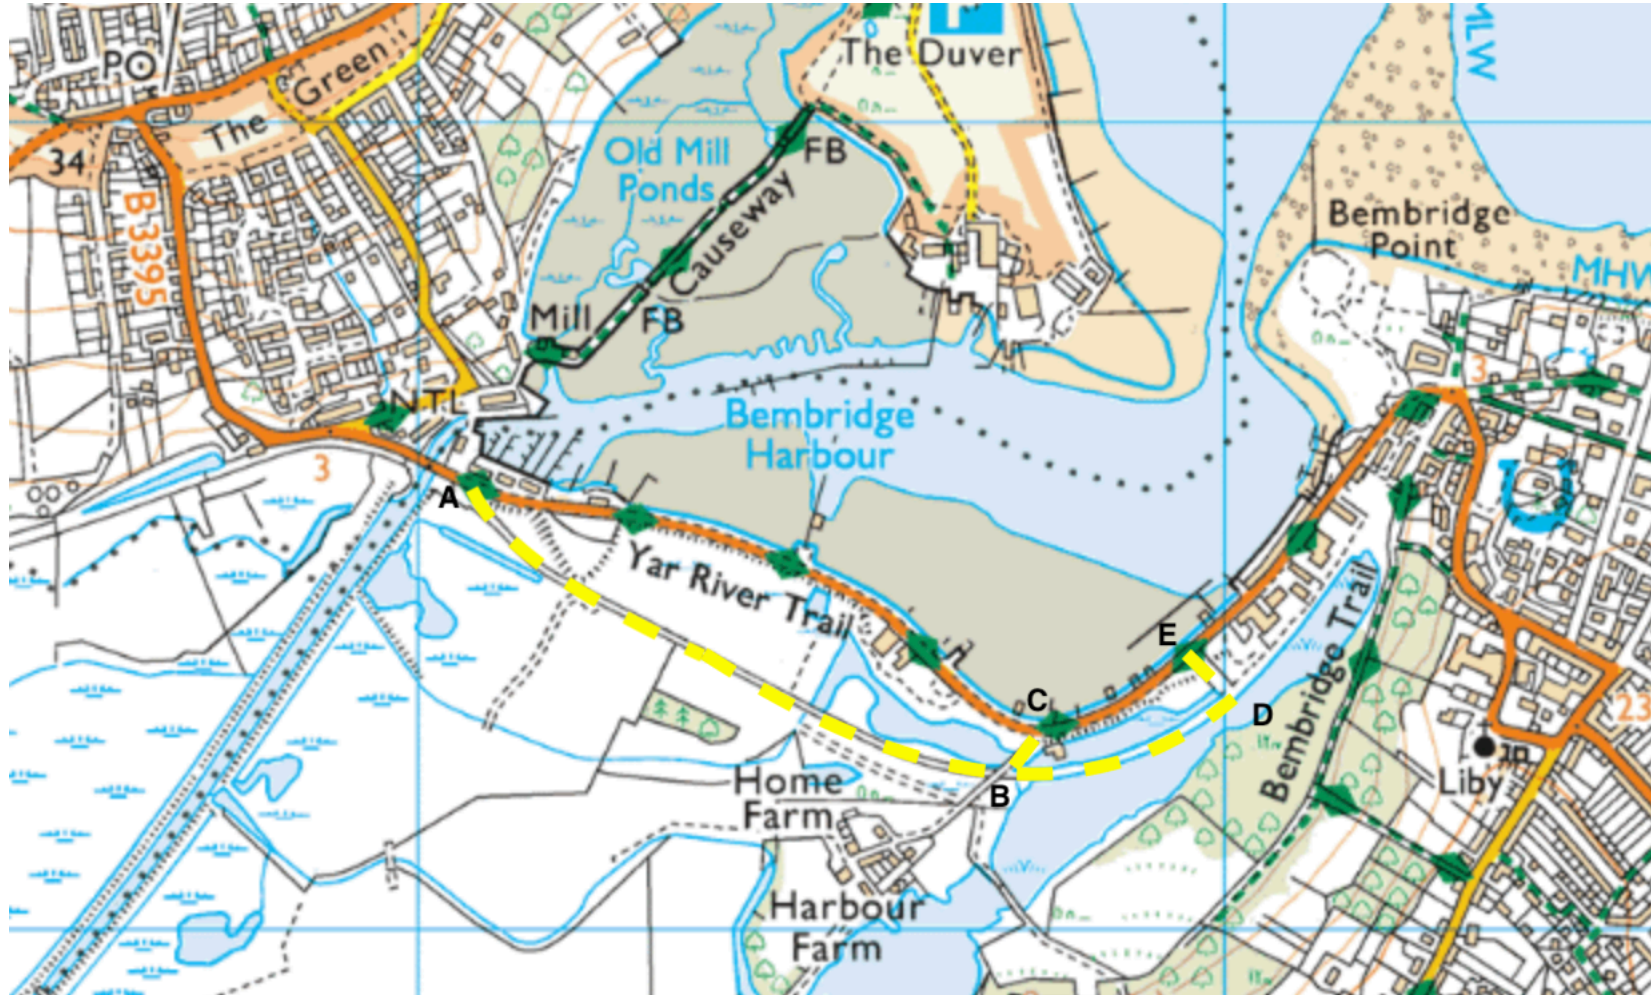 PO
The Green
34
B3395
Old Mill
Ponds
FB
The Duver
MLW
Causeway
FB
Mill
Bembridge
Point
MHW
NTL
3
Bembridge
Harbour
3
A
Yar River Trail
E
C
D
B
Bembridge Trail
23
Liby
Home
Farm
Harbour
Farm